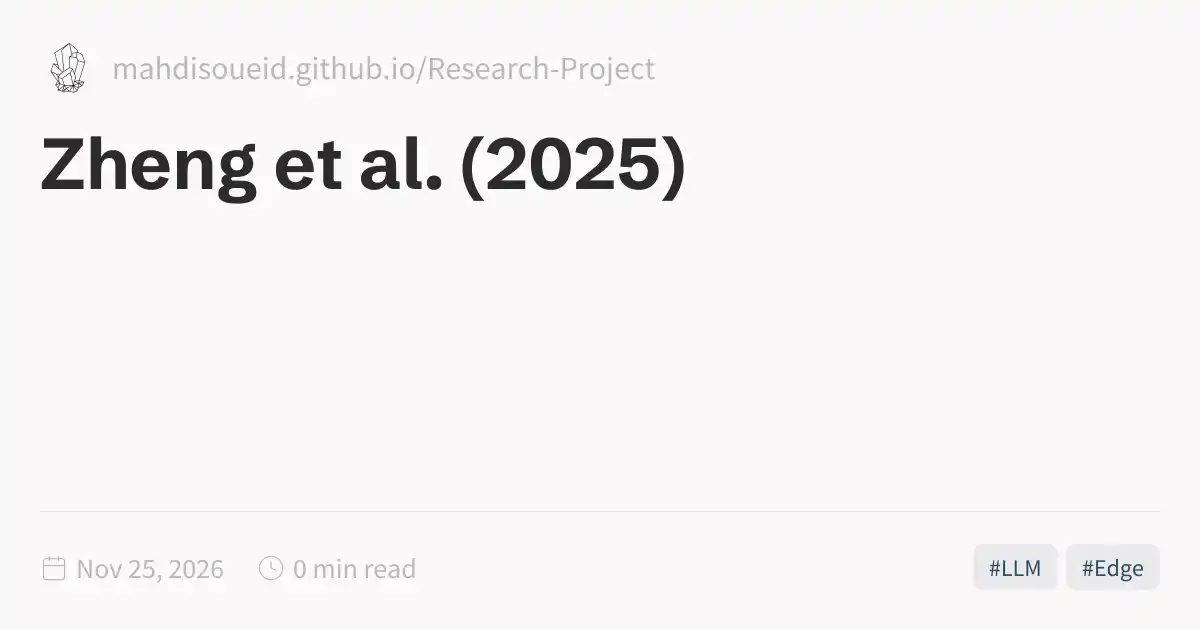 mahdisoueid.github.io/Research-Project
Zheng et al. (2025)
Nov 25, 2026 0 min read #LLM #Edge